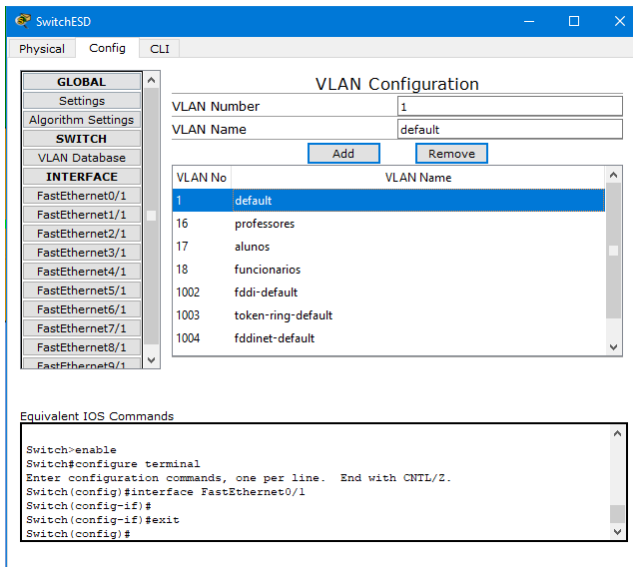 SwitchESD
Physical Config CLI
GLOBAL
Settings
Algorithm Settings
SWITCH
VLAN Database
INTERFACE
FastEthernet0/1
FastEthernet1/1
FastEthernet2/1
FastEthernet3/1
FastEthernet4/1
FastEthernet5/1
FastEthernet6/1
FastEthernet7/1
FastEthernet8/1
FastEthernet9/1
VLAN Configuration
VLAN Number 1
VLAN Name default
Add Remove
VLAN No VLAN Name
1 default
16 professores
17 alunos
18 funcionarios
1002 fddi-default
1003 token-ring-default
1004 fddinet-default
Equivalent IOS Commands
Switch>enable
Switch#configure terminal
Enter configuration commands, one per line. End with CNTL/Z.
Switch(config)#interface FastEthernet0/1
Switch(config-if)#
Switch(config-if)#exit
Switch(config)#